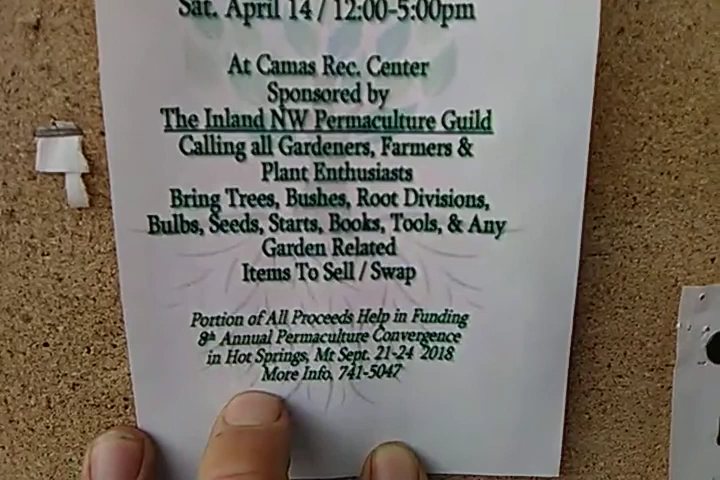 Sat. April 14 / 12:00-5:00pm
At Camas Rec. Center
Sponsored by
The Inland NW Permaculture Guild
Calling all Gardeners, Farmers &
Plant Enthusiasts
Bring Trees, Bushes, Root Divisions,
Bulbs, Seeds, Starts, Books, Tools, & Any
Garden Related
Items To Sell / Swap
Portion of All Proceeds Help in Funding
8th Annual Permaculture Convergence
in Hot Springs, Mt Sept. 21-24 2018
More Info. 741-5047